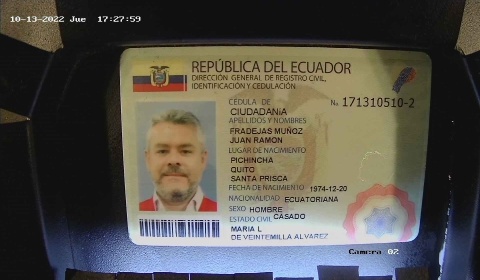 10-13-2022 Jue 17:27:59
REPÚBLICA DEL ECUADOR
DIRECCIÓN GENERAL DE REGISTRO CIVIL,
IDENTIFICACIÓN Y CEDULACIÓN
CÉDULA DE
CIUDADANIA
No 171310510-2
APELLIDOS Y NOMBRES
FRADEJAS MUÑOZ
JUAN RAMON
LUGAR DE NACIMIENTO
PICHINCHA
QUITO
SANTA PRISCA
FECHA DE NACIMIENTO 1974-12-20
NACIONALIDAD ECUATORIANA
SEXO HOMBRE
ESTADO CIVIL CASADO
MARIA L
DE VEINTEMILLA ALVAREZ
Camera 02